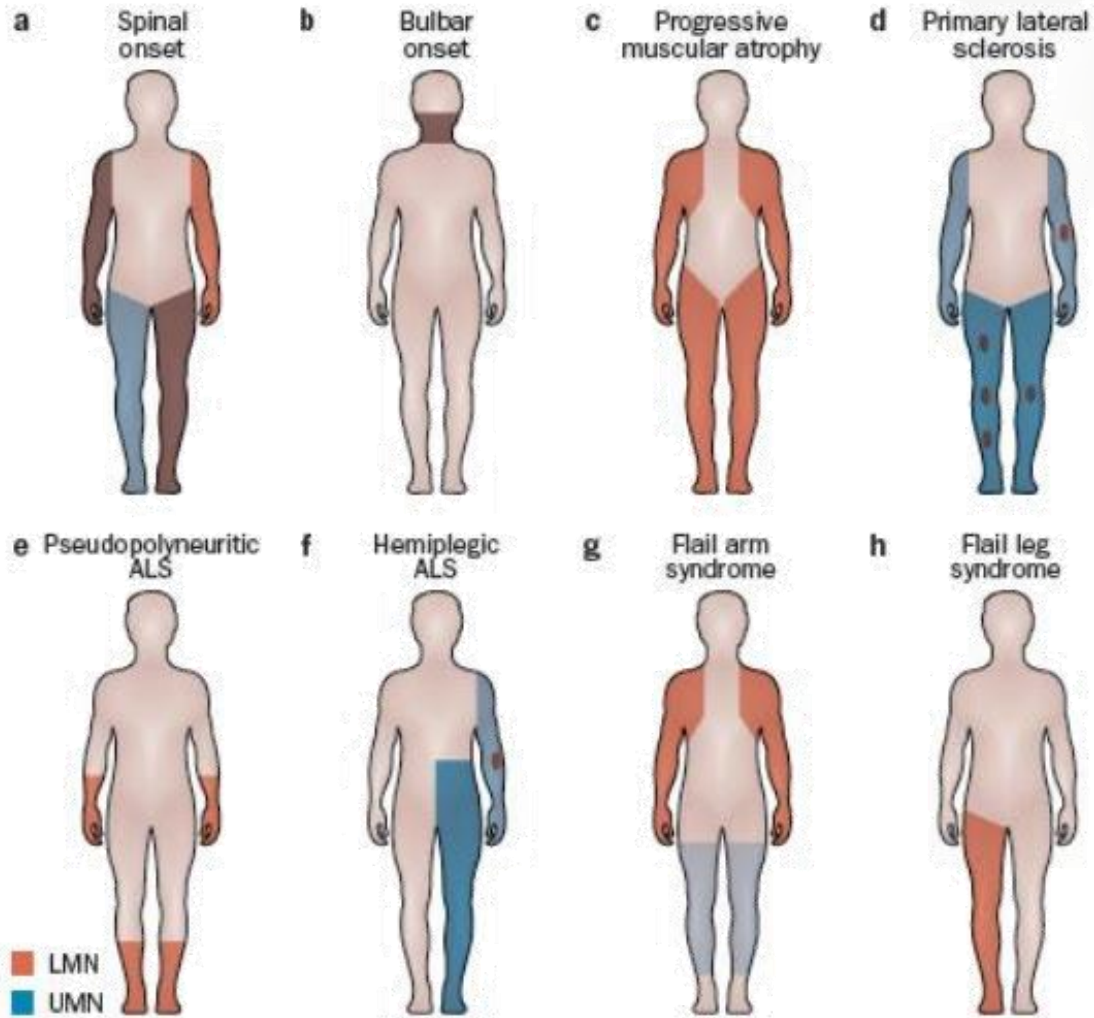 a Spinal onset
b Bulbar onset
c Progressive muscular atrophy
d Primary lateral sclerosis
e Pseudopolyneuritic ALS
f Hemiplegic ALS
g Flail arm syndrome
h Flail leg syndrome
LMN
UMN